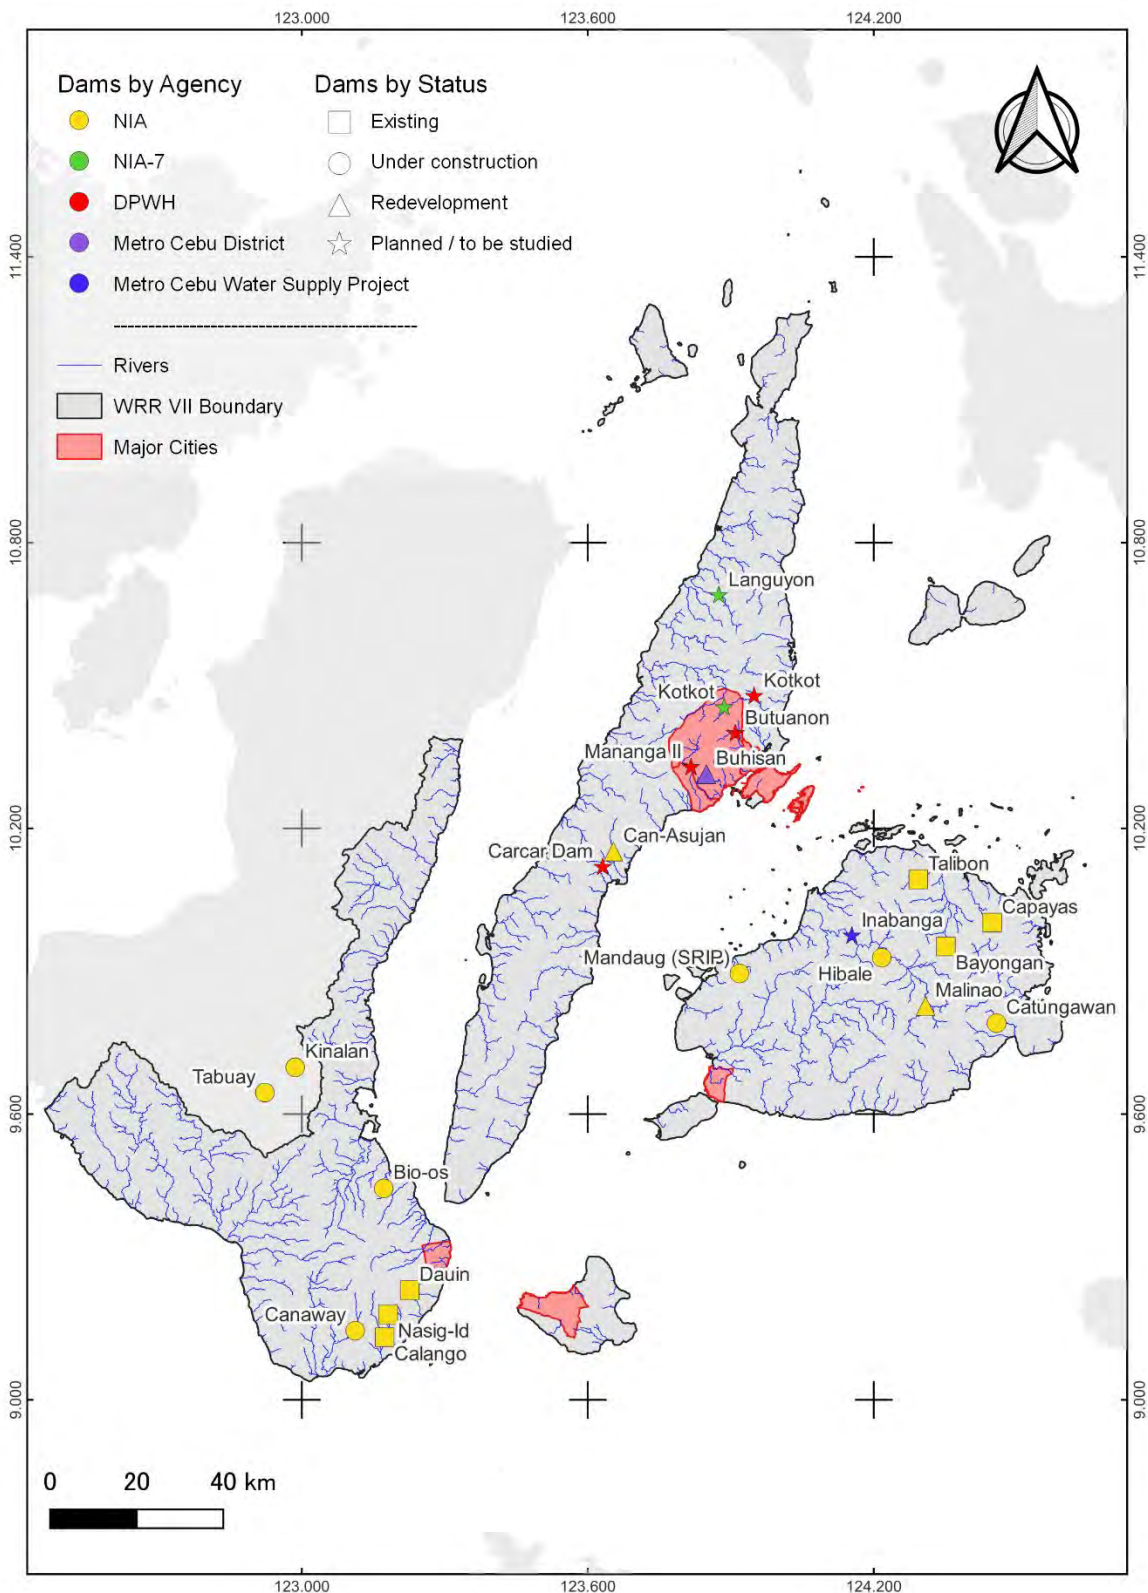 123.000
123.600
124.200
Dams by Agency
NIA
NIA-7
DPWH
Metro Cebu District
Metro Cebu Water Supply Project
Dams by Status
Existing
Under construction
Redevelopment
Planned / to be studied
Rivers
WRR VII Boundary
Major Cities
11.400
11.400
10.800
10.800
Languyon
Kotkot
Kotkot
Butuanon
Mananga II
Buhisan
10.200
10.200
Can-Asujan
Carcar Dam
Talibon
Capayas
Inabanga
Mandaug (SRIP)
Hibale
Bayongan
Malinao
Catungawan
Kinalan
Tabuay
9.600
9.600
Bio-os
Dauin
Canaway
Nasig-Id
Calango
9.000
9.000
0 20 40 km
123.000
123.600
124.200